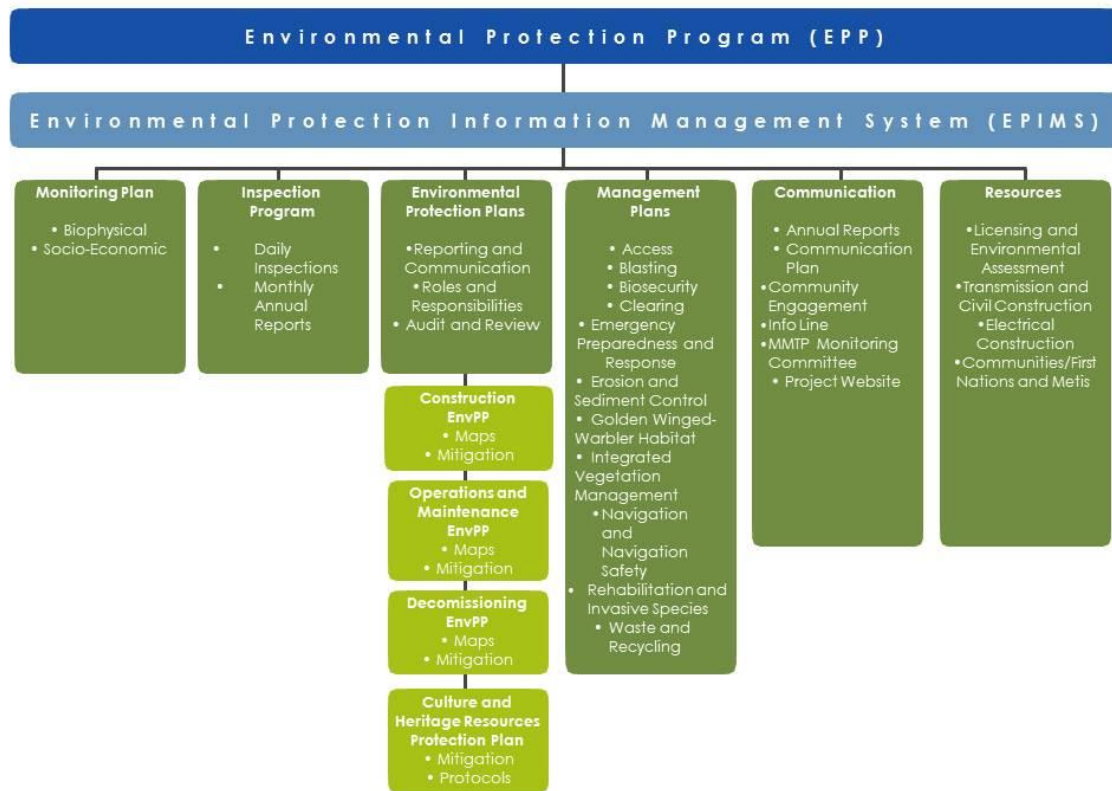 Environmental Protection Program (EPP)
Environmental Protection Information Management System (EPIMS)
Monitoring Plan
• Biophysical
• Socio-Economic
Inspection
Program
• Daily
Inspections
• Monthly
Annual
Reports
Environmental
Protection Plans
•Reporting and
Communication
•Roles and
Responsibilities
• Audit and Review
Construction
EnvPP
• Maps
• Mitigation
Operations and
Maintenance
EnvPP
• Maps
• Mitigation
Decomissioning
EnvPP
• Maps
• Mitigation
Culture and
Heritage Resources
Protection Plan
• Mitigation
• Protocols
Management
Plans
• Access
• Blasting
• Biosecurity
• Clearing
• Emergency
Preparedness and
Response
• Erosion and
Sediment Control
• Golden Winged-
Warbler Habitat
• Integrated
Vegetation
Management
• Navigation
and
Navigation
Safety
• Rehabilitation and
Invasive Species
• Waste and
Recycling
Communication
• Annual Reports
• Communication
Plan
•Community
Engagement
•Info Line
•MMTP Monitoring
Committee
• Project Website
Resources
•Licensing and
Environmental
Assessment
•Transmission and
Civil Construction
•Electrical
Construction
•Communities/First
Nations and Metis